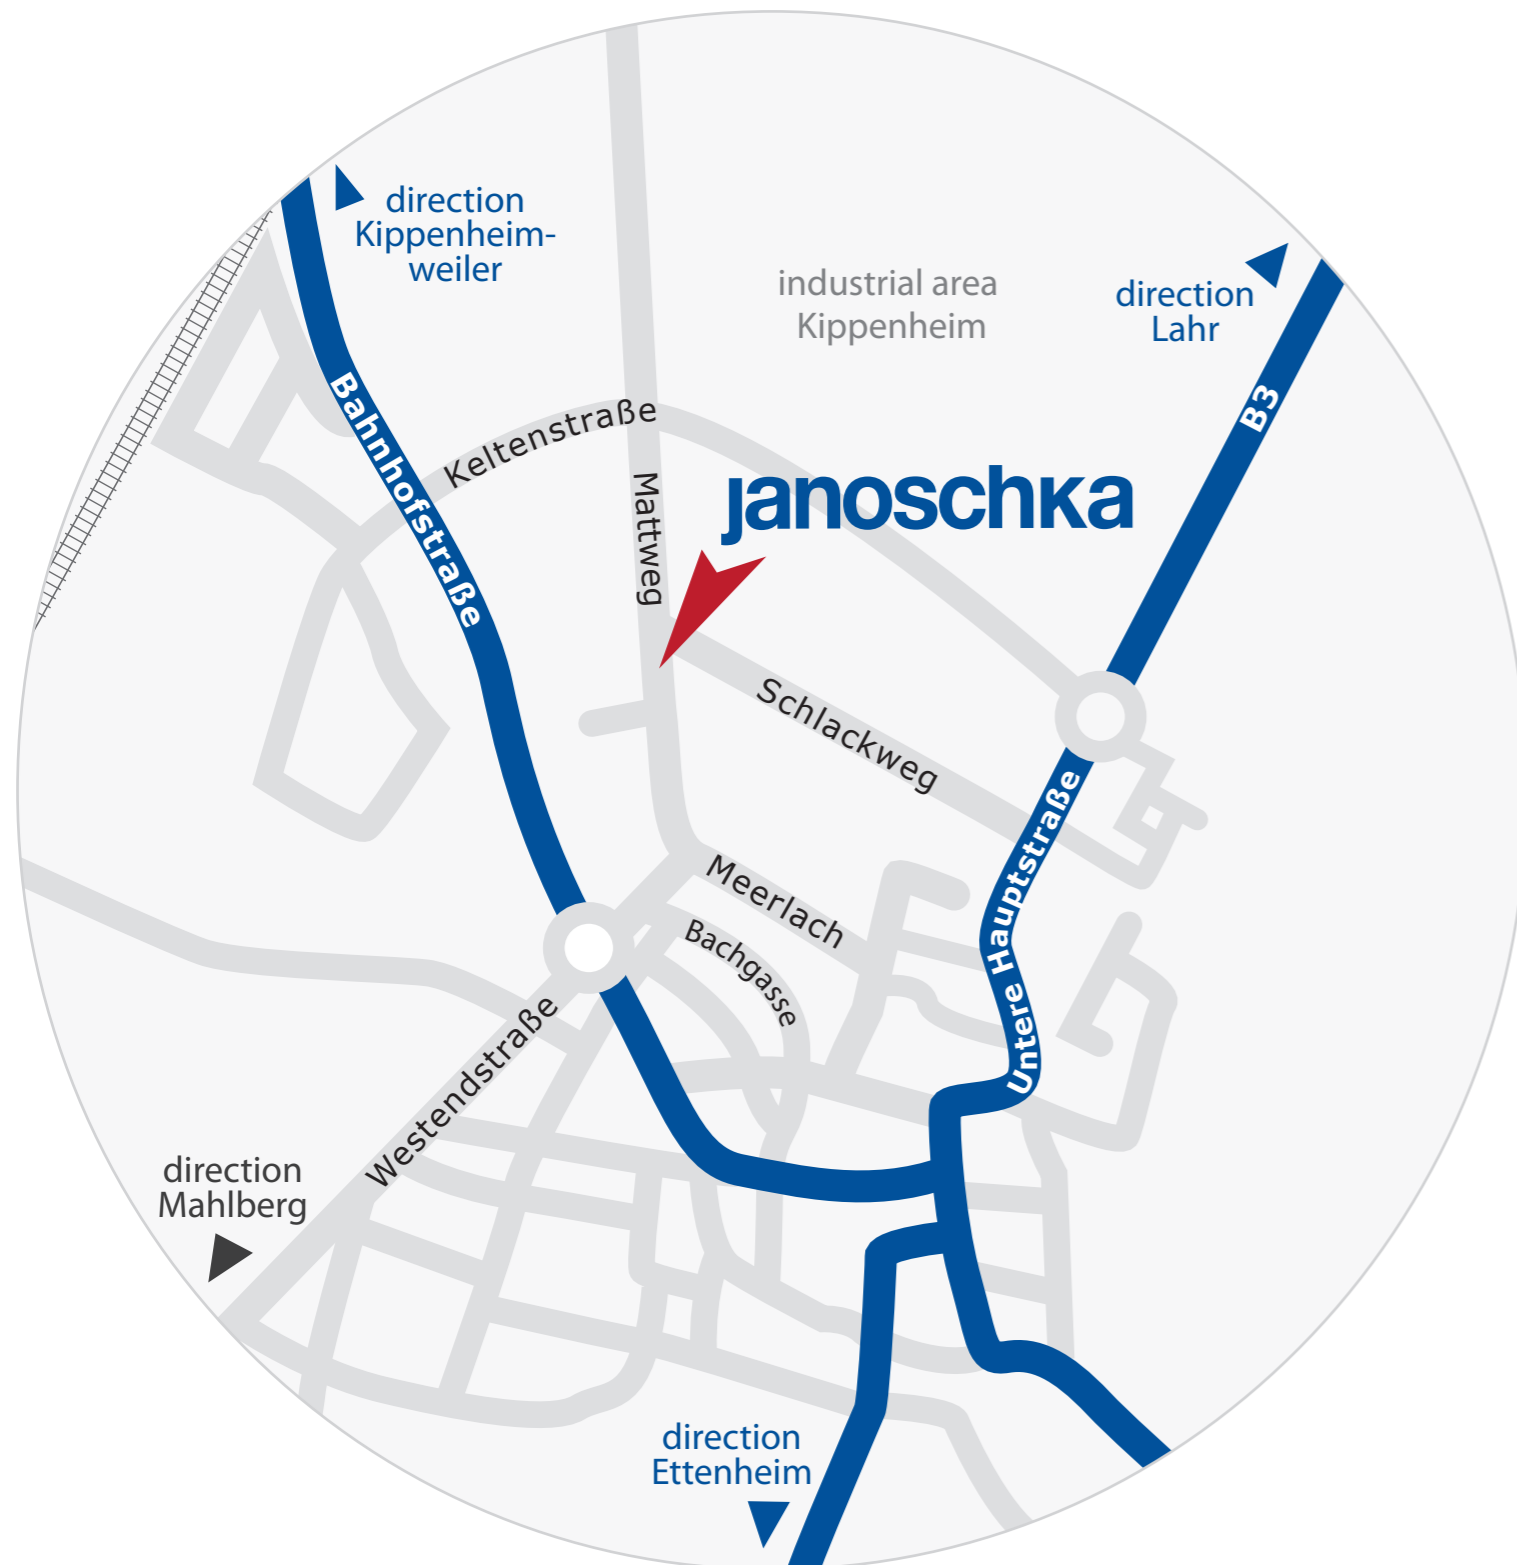 direction
Kippenheim-
weiler
industrial area
Kippenheim
direction
Lahr
B3
Bahnhofstraße
Keltenstraße
Mattweg
janoschka
Schlackweg
Untere Hauptstraße
Meerlach
Bachgasse
Westendstraße
direction
Mahlberg
direction
Ettenheim